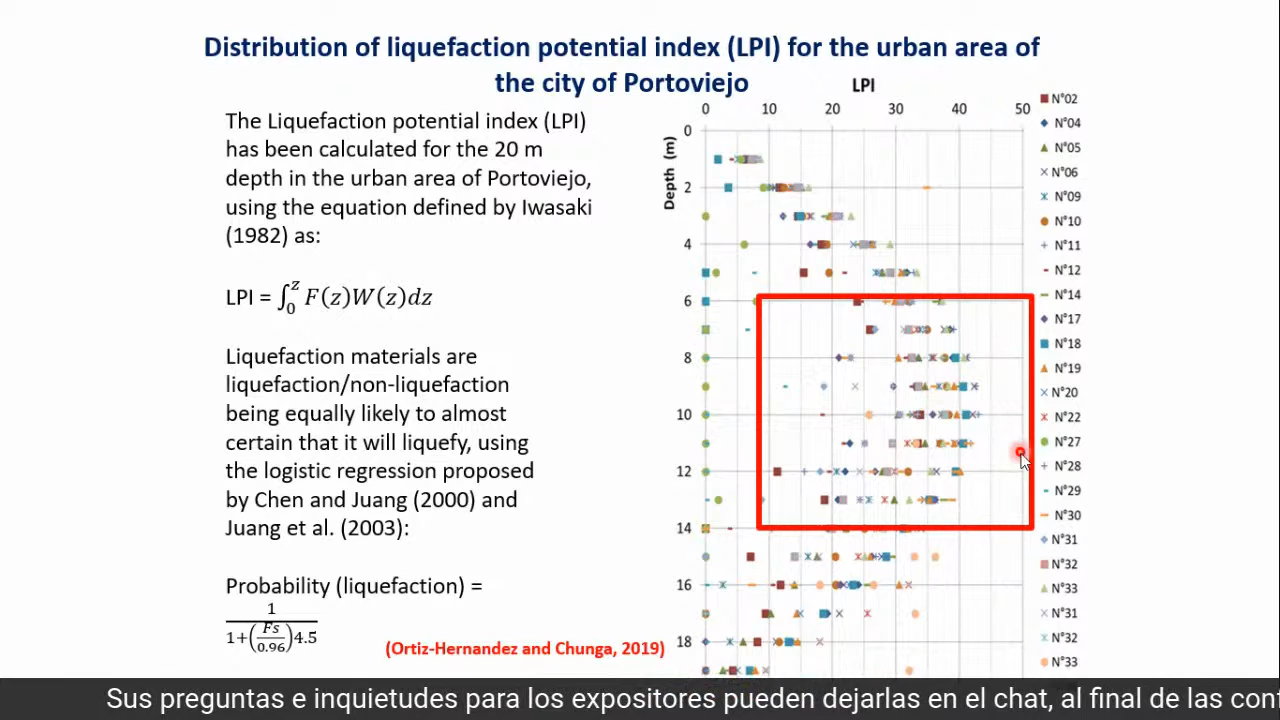 Distribution of liquefaction potential index (LPI) for the urban area of
the city of Portoviejo
The Liquefaction potential index (LPI)
has been calculated for the 20 m
depth in the urban area of Portoviejo,
using the equation defined by Iwasaki
(1982) as:
LPI = ∫₀ᶻ F(z)W(z)dz
Liquefaction materials are
liquefaction/non-liquefaction
being equally likely to almost
certain that it will liquefy, using
the logistic regression proposed
by Chen and Juang (2000) and
Juang et al. (2003):
Probability (liquefaction) =
1
1+(Fs/0.96)4.5
(Ortiz-Hernandez and Chunga, 2019)
LPI
0 10 20 30 40 50
Depth (m)
0
2
4
6
8
10
12
14
16
18
N°02
N°04
N°05
N°06
N°09
N°10
N°11
N°12
N°14
N°17
N°18
N°19
N°20
N°22
N°27
N°28
N°29
N°30
N°31
N°32
N°33
N°31
N°32
N°33
Sus preguntas e inquietudes para los expositores pueden dejarlas en el chat, al final de las con